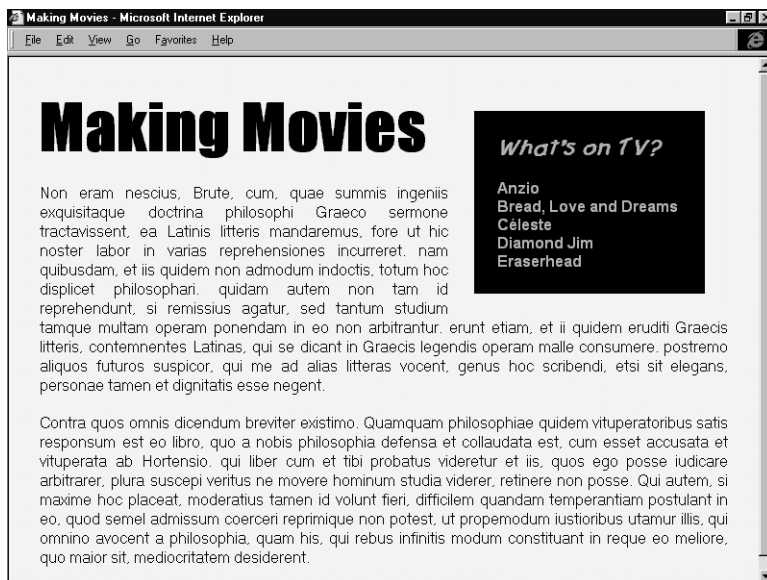 Making Movies - Microsoft Internet Explorer
File Edit View Go Favorites Help
Making Movies
What's on TV?
Anzio
Bread, Love and Dreams
Céleste
Diamond Jim
Eraserhead
Non eram nescius, Brute, cum, quae summis ingeniis
exquisitaque doctrina philosophi Graeco sermone
tractavissent, ea Latinis litteris mandaremus, fore ut hic
noster labor in varias reprehensiones incurreret. nam
quibusdam, et iis quidem non admodum indoctis, totum hoc
displicet philosophari. quidam autem non tam id
reprehendunt, si remissius agatur, sed tantum studium
tamque multam operam ponendam in eo non arbitrantur. erunt etiam, et ii quidem eruditi Graecis
litteris, contemnentes Latinas, qui se dicant in Graecis legendis operam malle consumere. postremo
aliquos futuros suspicor, qui me ad alias litteras vocent, genus hoc scribendi, etsi sit elegans,
personae tamen et dignitatis esse negent.
Contra quos omnis dicendum breviter existimo. Quamquam philosophiae quidem vituperatoribus satis
responsum est eo libro, quo a nobis philosophia defensa et collaudata est, cum esset accusata et
vituperata ab Hortensio. qui liber cum et tibi probatus videretur et iis, quos ego posse iudicare
arbitrarer, plura suscepi veritus ne movere hominum studia viderer, retinere non posse. Qui autem, si
maxime hoc placeat, moderatius tamen id volunt fieri, difficilem quandam temperantiam postulant in
eo, quod semel admissum coerceri reprimique non potest, ut propemodum iustioribus utamur illis, qui
omnino avocent a philosophia, quam his, qui rebus infinitis modum constituant in reque eo meliore,
quo maior sit, mediocritatem desiderent.